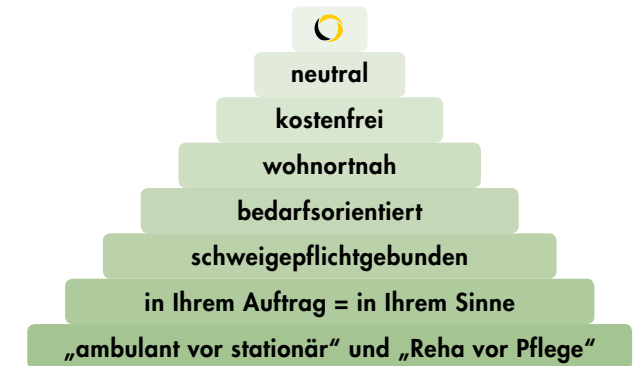 neutral
kostenfrei
wohnortnah
bedarfsorientiert
schweigepflichtgebunden
in Ihrem Auftrag = in Ihrem Sinne
„ambulant vor stationär“ und „Reha vor Pflege“